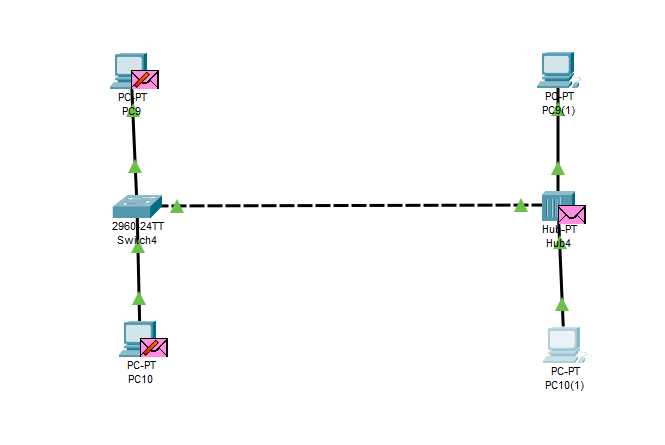 PC-PT
PC9
PC-PT
PC9(1)
2960-24TT
Switch4
Hub-PT
Hub4
PC-PT
PC10
PC-PT
PC10(1)